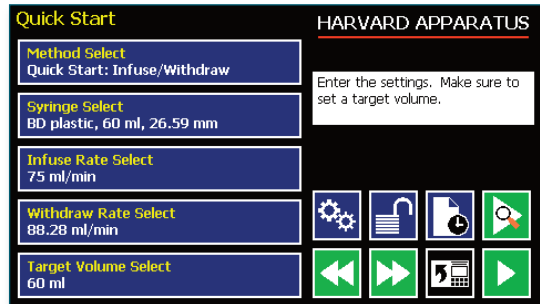 Quick Start
Method Select
Quick Start: Infuse/Withdraw
Syringe Select
BD plastic, 60 ml, 26.59 mm
Infuse Rate Select
75 ml/min
Withdraw Rate Select
88.28 ml/min
Target Volume Select
60 ml
HARVARD APPARATUS
Enter the settings. Make sure to
set a target volume.
5